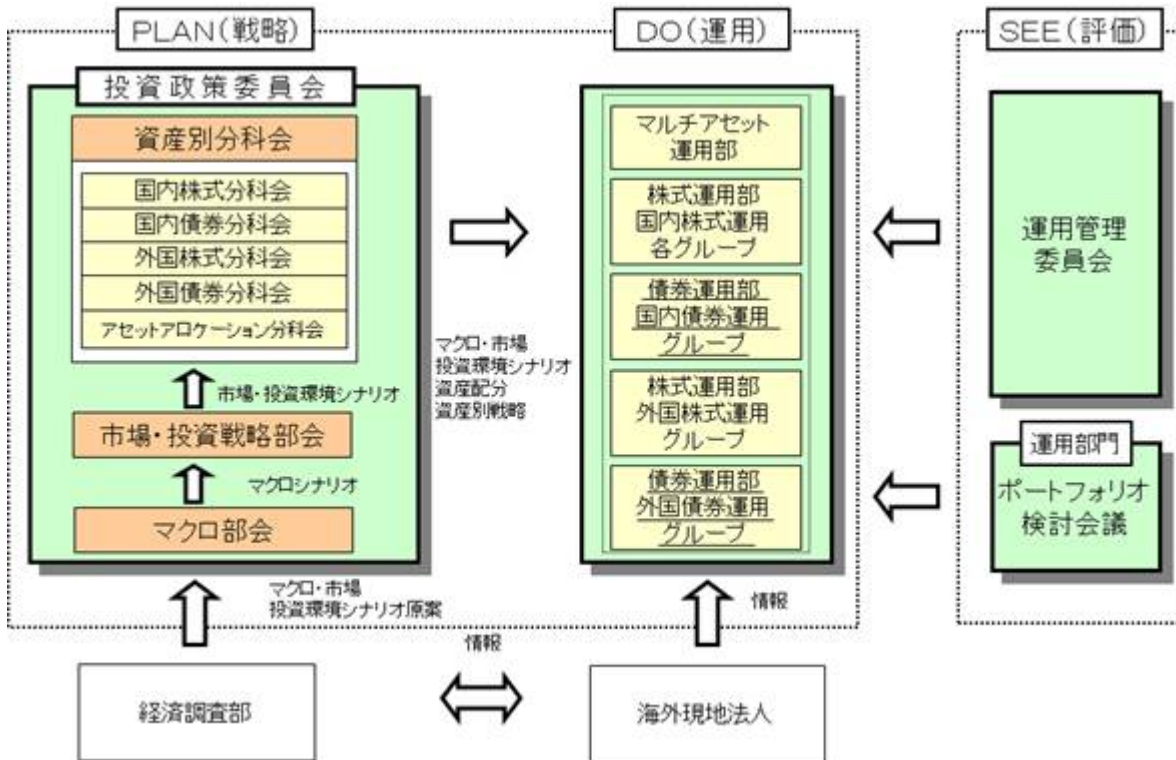 PLAN(戦略)
投資政策委員会
資産別分科会
国内株式分科会
国内債券分科会
外国株式分科会
外国債券分科会
アセットアロケーション分科会
市場・投資環境シナリオ
市場・投資戦略部会
マクロシナリオ
マクロ部会
マクロ・市場
投資環境シナリオ原案
経済調査部
マクロ・市場
投資環境シナリオ
資産配分
資産別戦略
情報
DO(運用)
マルチアセット
運用部
株式運用部
国内株式運用
各グループ
債券運用部
国内債券運用
グループ
株式運用部
外国株式運用
グループ
債券運用部
外国債券運用
グループ
情報
海外現地法人
SEE(評価)
運用管理
委員会
運用部門
ポートフォリオ
検討会議